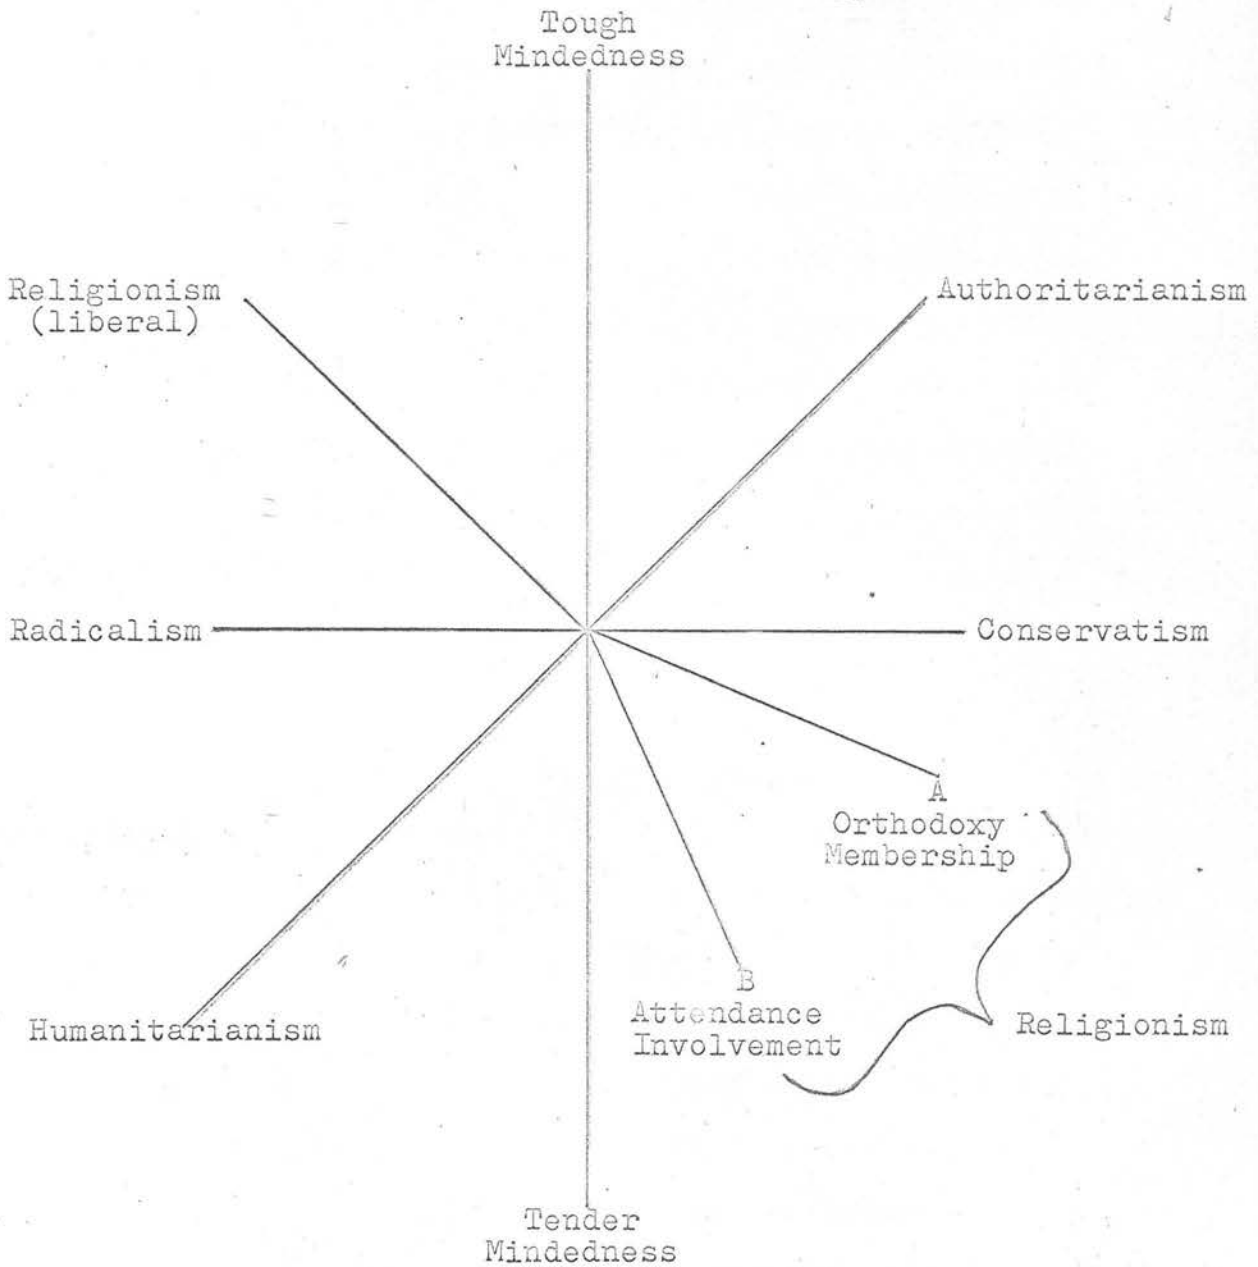 Tough
Mindedness
Religionism
(liberal)
Authoritarianism
Radicalism
Conservatism
A
Orthodoxy
Membership
B
Attendance
Involvement
Humanitarianism
Religionism
Tender
Mindedness